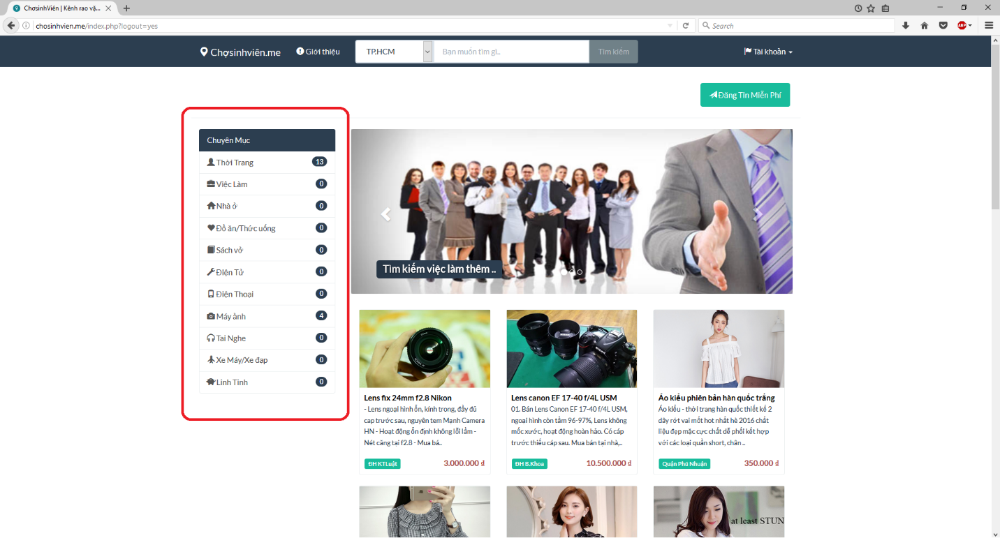 ChợsinhViên | Kênh rao vặ...
chosinhvien.me/index.php?logout=yes
Search
ABP
Chợsinhviên.me
Giới thiệu
TP.HCM
Bạn muốn tìm gì..
Tìm kiếm
Tài khoản
Đăng Tin Miễn Phí
Chuyên Mục
Thời Trang 13
Việc Làm 0
Nhà ở 0
Đồ ăn/Thức uống 0
Sách vở 0
Điện Tử 0
Điện Thoại 0
Máy ảnh 4
Tai Nghe 0
Xe Máy/Xe đạp 0
Linh Tinh 0
Tìm kiếm việc làm thêm ..
Lens fix 24mm f2.8 Nikon
- Lens ngoại hình ổn, kính trong, đầy đủ
cap trước sau, nguyên tem Mạnh Camera
HN - Hoạt động ổn định không lỗi lầm -
Nét căng tại f2.8 - Mua bá..
ĐH KTLuật 3.000.000 đ
Lens canon EF 17-40 f/4L USM
01. Bán Lens Canon EF 17-40 f/4L USM,
ngoại hình còn tầm 96-97%, Lens không
mốc xước, hoạt động hoàn hảo. Có cáp
trước thiếu cáp sau. Mua bán tại nhà,..
ĐH B.Khoa 10.500.000 đ
Áo kiểu phiên bản hàn quốc trắng
Áo kiểu - thời trang hàn quốc thiết kế 2
dây rớt vai mốt hot nhất hè 2016 chất
liệu đẹp mặc cực chất dễ phối kết hợp
với các loại quần short, chân ..
Quận Phú Nhuận 350.000 đ
at least STUN